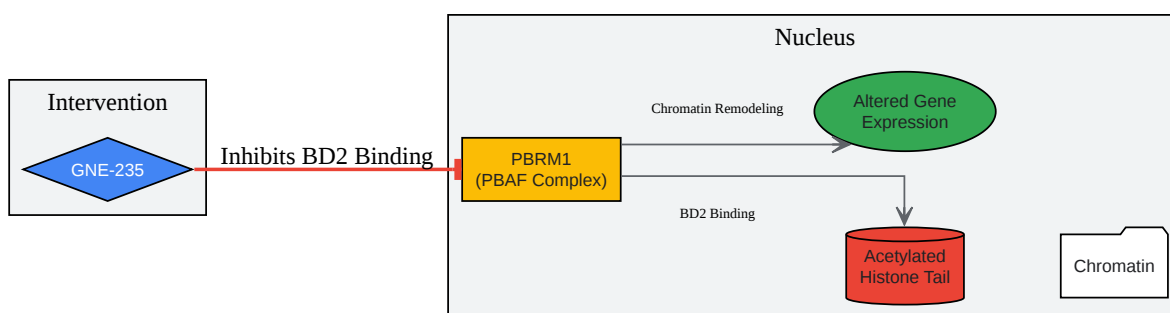 Nucleus
Intervention
GNE-235
Inhibits BD2 Binding
PBRM1
(PBAF Complex)
Chromatin Remodeling
Altered Gene
Expression
BD2 Binding
Acetylated
Histone Tail
Chromatin